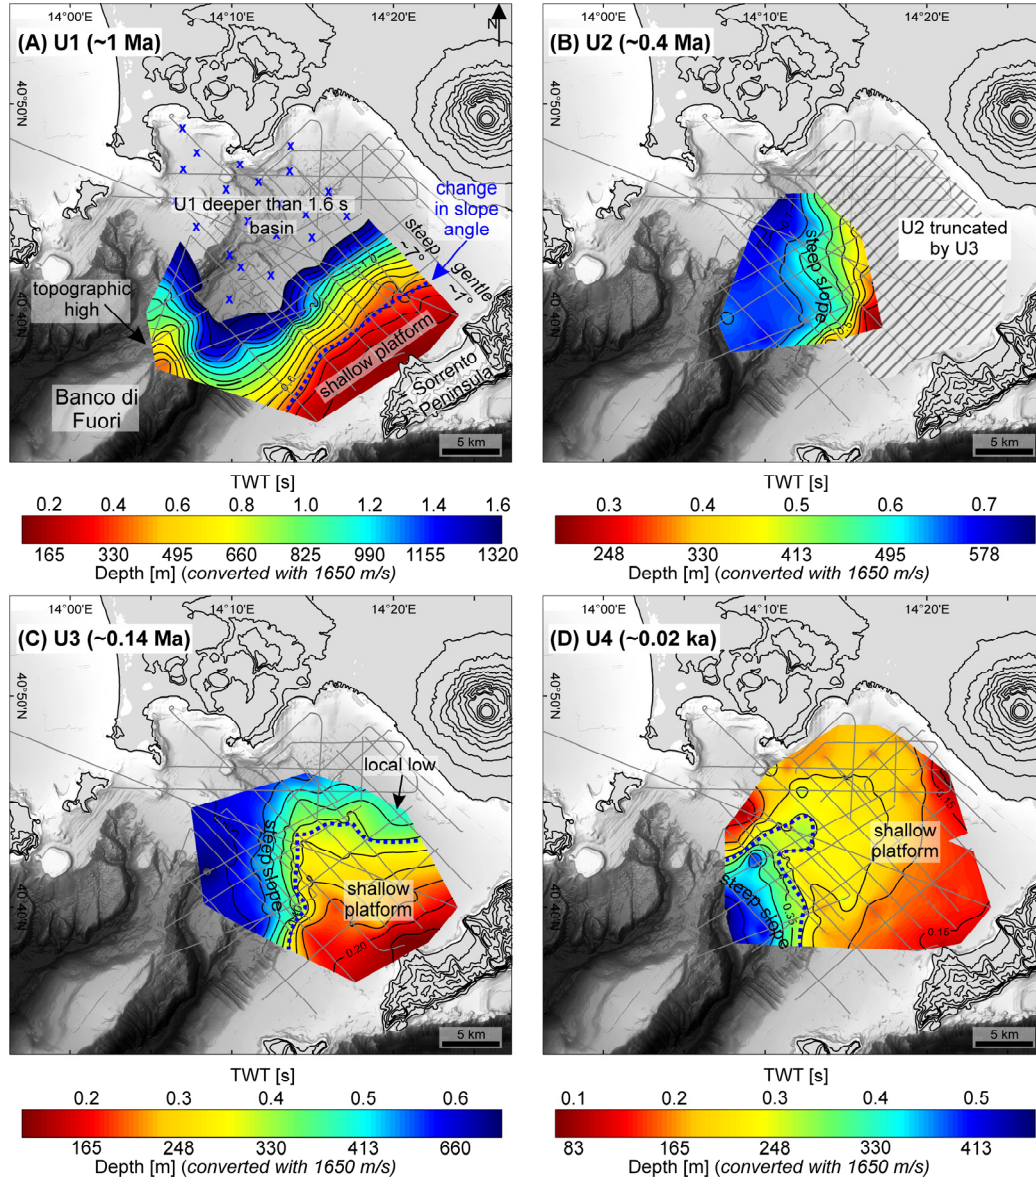 14°00'E
14°10'E
14°20'E
N
(A) U1 (~1 Ma)
40°50'N
40°40'N
U1 deeper than 1.6 s
basin
change
in slope
angle
steep
~7°
gentle
~1°
topographic
high
0.6
shallow platform
Banco di
Fuori
Sorrento
Peninsula
5 km
TWT [s]
0.2 0.4 0.6 0.8 1.0 1.2 1.4 1.6
165 330 495 660 825 990 1155 1320
Depth [m] (converted with 1650 m/s)
14°00'E
14°10'E
14°20'E
(B) U2 (~0.4 Ma)
40°50'N
40°40'N
0.7
steep slope
U2 truncated
by U3
5 km
TWT [s]
0.3 0.4 0.5 0.6 0.7
248 330 413 495 578
Depth [m] (converted with 1650 m/s)
14°00'E
14°10'E
14°20'E
(C) U3 (~0.14 Ma)
40°50'N
40°40'N
local low
steep slope
shallow
platform
0.20
5 km
TWT [s]
0.2 0.3 0.4 0.5 0.6
165 248 330 413 660
Depth [m] (converted with 1650 m/s)
14°00'E
14°10'E
14°20'E
(D) U4 (~0.02 ka)
40°50'N
40°40'N
0.15
shallow
platform
steep slope
0.35
0.15
5 km
TWT [s]
0.1 0.2 0.3 0.4 0.5
83 165 248 330 413
Depth [m] (converted with 1650 m/s)